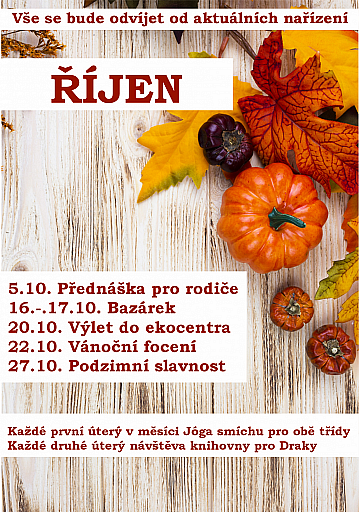 Vše se bude odvíjet od aktuálních nařízení
ŘÍJEN
5.10. Přednáška pro rodiče
16.-.17.10. Bazárek
20.10. Výlet do ekocentra
22.10. Vánoční focení
27.10. Podzimní slavnost
Každé první úterý v měsíci Jóga smíchu pro obě třídy
Každé druhé úterý návštěva knihovny pro Draky